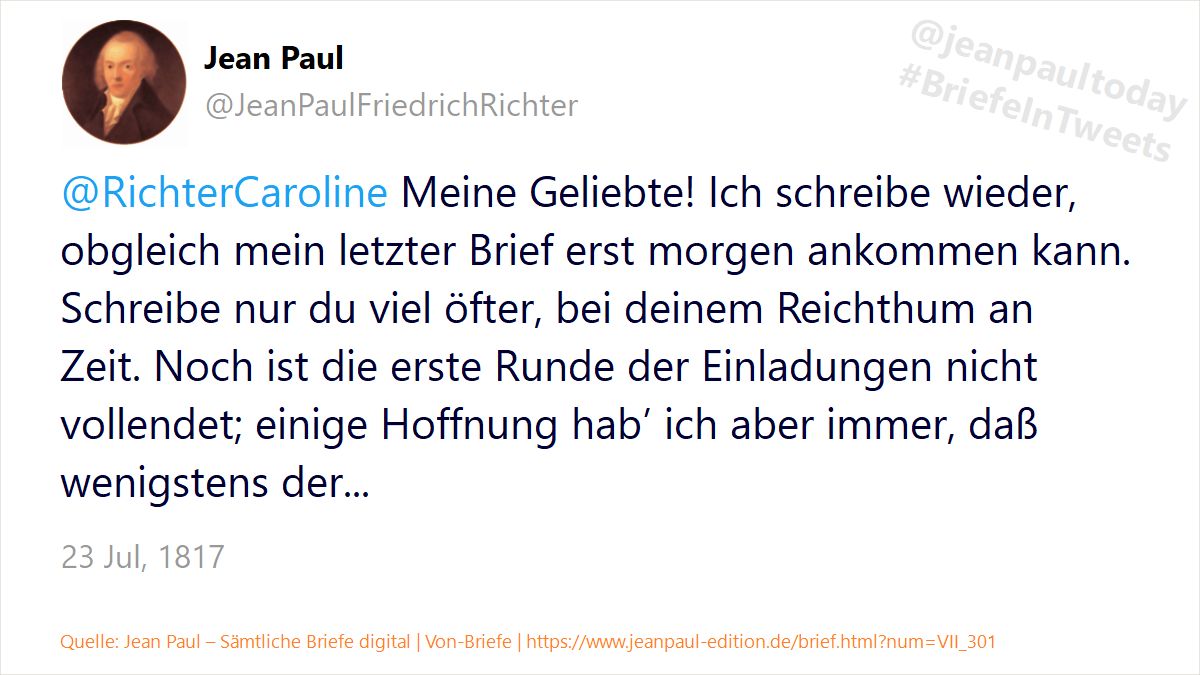 Jean Paul
@JeanPaulFriedrichRichter
@jeanpaultoday
#BriefeInTweets
@RichterCaroline Meine Geliebte! Ich schreibe wieder,
obgleich mein letzter Brief erst morgen ankommen kann.
Schreibe nur du viel öfter, bei deinem Reichthum an
Zeit. Noch ist die erste Runde der Einladungen nicht
vollendet; einige Hoffnung hab’ ich aber immer, daß
wenigstens der...
23 Jul, 1817
Quelle: Jean Paul – Sämtliche Briefe digital | Von-Briefe | https://www.jeanpaul-edition.de/brief.html?num=VII_301